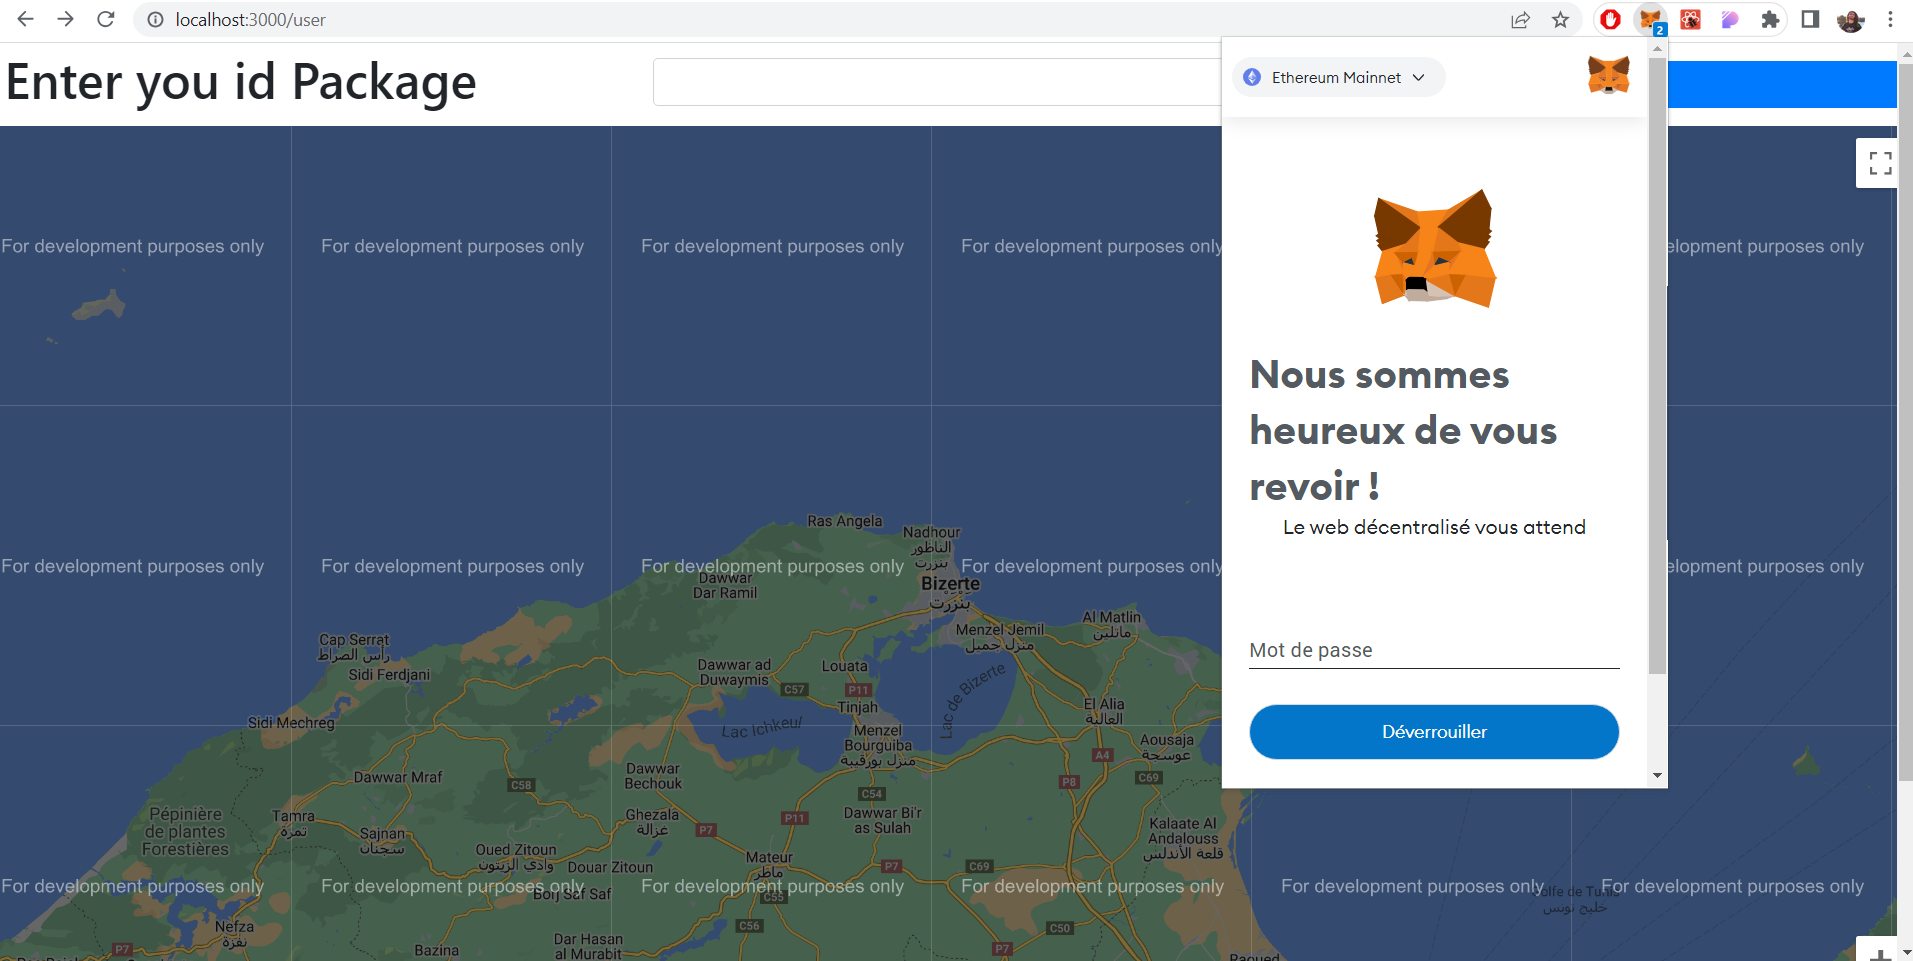 localhost:3000/user
2
Enter you id Package
Ethereum Mainnet
Nous sommes
heureux de vous
revoir !
Le web décentralisé vous attend
Mot de passe
Déverrouiller
For development purposes only
For development purposes only
For development purposes only
For development purposes only
elopment purposes only
Ras Angela
Nadhour
الناظور
بنزرت
For development purposes only
For development purposes only
For development purposes only
For development purposes only
elopment purposes only
Dawwar
Dar Ramil
Bizerte
بنزرت
Al Matlin
ماتلين
Menzel Jemil
منزل جميل
Cap Serrat
رأس الصراط
Sidi Ferdjani
Dawwar ad
Duwaymis
Louata
C57
P11
Tinjah
Lac de Bizerte
El Alia
العالية
Sidi Mechreg
Lac Ichkeul
Menzel
Bourguiba
منزل بورقيبة
Aousaja
عوسجة
A4
C69
P8
Dawwar Mraf
C58
Dawwar
Bechouk
C54
Dawwar Bi'r
as Sulah
Pépinière
de plantes
Forestières
Tamra
تمرة
Sajnan
سجنان
Ghezala
غزالة
P7
P11
Kalaate Al
Andalouss
قلعة الأندلس
Oued Zitoun
وادي الزيتون
Douar Zitoun
Mateur
ماطر
P7
C69
For development purposes only
For development purposes only
For development purposes only
For development purposes only
For development purposes only
For development purposes only
Borj Saf Saf
C55
Golfe de Tunis
خليج تونس
Nefza
نفزة
C56
C50
P7
Bazina
Dar Hasan
al Murabit
P7